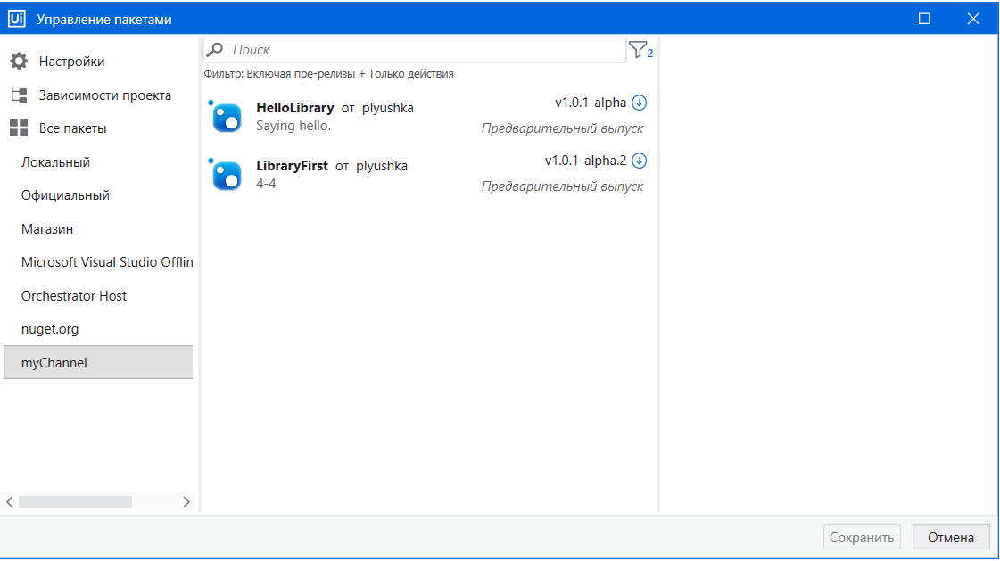 Ui Управление пакетами
Настройки
Зависимости проекта
Все пакеты
Локальный
Официальный
Магазин
Microsoft Visual Studio Offlin
Orchestrator Host
nuget.org
myChannel
Поиск
2
Фильтр: Включая пре-релизы + Только действия
HelloLibrary от plyushka
v1.0.1-alpha
Saying hello.
Предварительный выпуск
LibraryFirst от plyushka
v1.0.1-alpha.2
4-4
Предварительный выпуск
Сохранить
Отмена